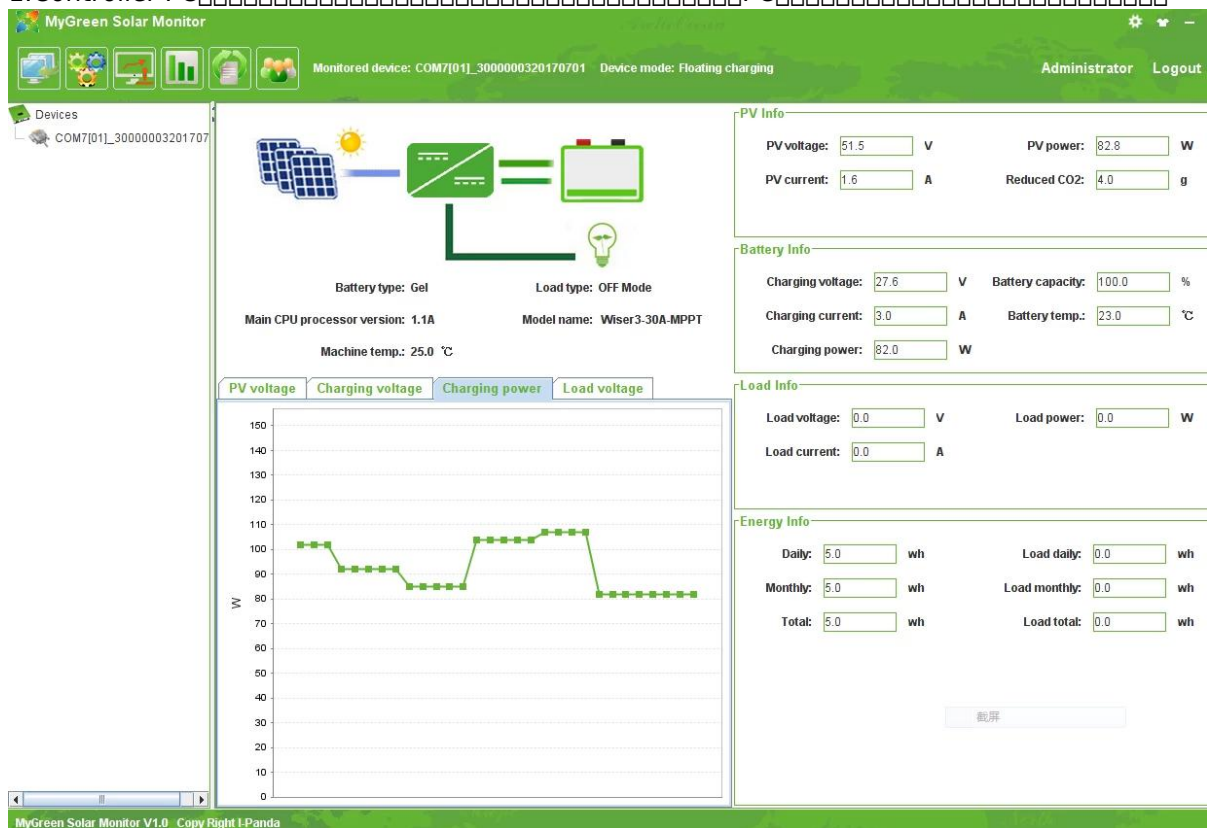 MyGreen Solar Monitor
Monitored device: COM7[01]_3000000320170701 Device mode: Floating charging
Administrator Logout
Devices
COM7[01]_30000003201707
Battery type: Gel Load type: OFF Mode
Main CPU processor version: 1.1A Model name: Wiser3-30A-MPPT
Machine temp.: 25.0 ℃
PV voltage Charging voltage Charging power Load voltage
150
140
130
120
110
100
90
80
70
60
50
40
30
20
10
0
W
PV Info
PV voltage: 51.5 V PV power: 82.8 W
PV current: 1.6 A Reduced CO2: 4.0 g
Battery Info
Charging voltage: 27.6 V Battery capacity: 100.0 %
Charging current: 3.0 A Battery temp.: 23.0 ℃
Charging power: 82.0 W
Load Info
Load voltage: 0.0 V Load power: 0.0 W
Load current: 0.0 A
Energy Info
Daily: 5.0 wh Load daily: 0.0 wh
Monthly: 5.0 wh Load monthly: 0.0 wh
Total: 5.0 wh Load total: 0.0 wh
截屏
MyGreen Solar Monitor V1.0 Copy Right I-Panda